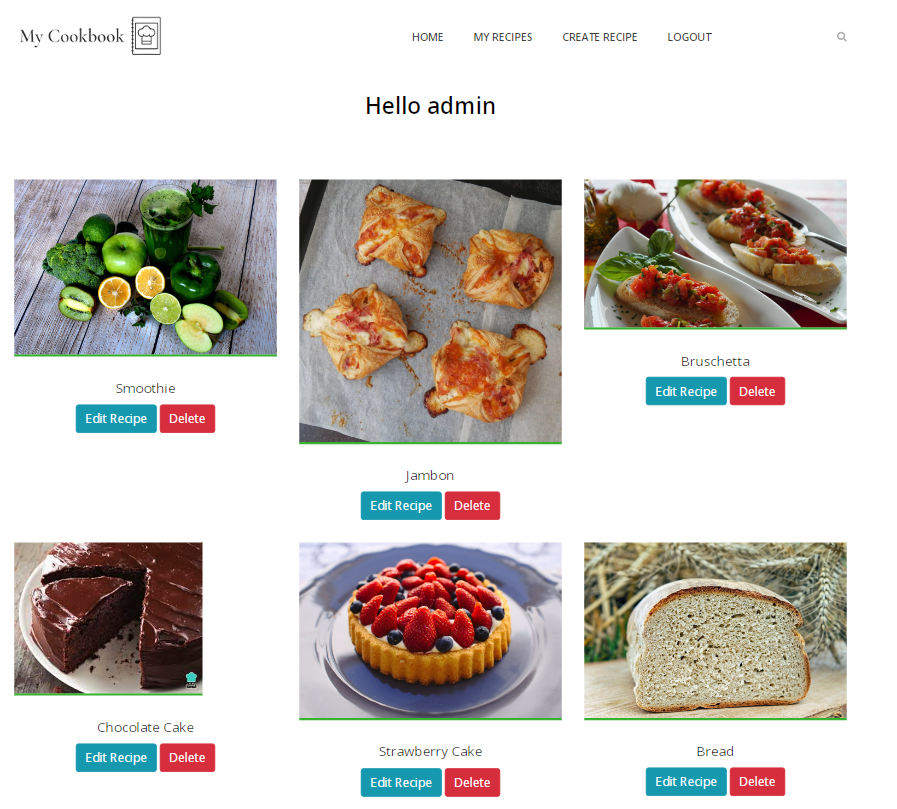 My Cookbook
HOME MY RECIPES CREATE RECIPE LOGOUT
Hello admin
Smoothie
Edit Recipe Delete
Jambon
Edit Recipe Delete
Bruschetta
Edit Recipe Delete
Chocolate Cake
Edit Recipe Delete
Strawberry Cake
Edit Recipe Delete
Bread
Edit Recipe Delete